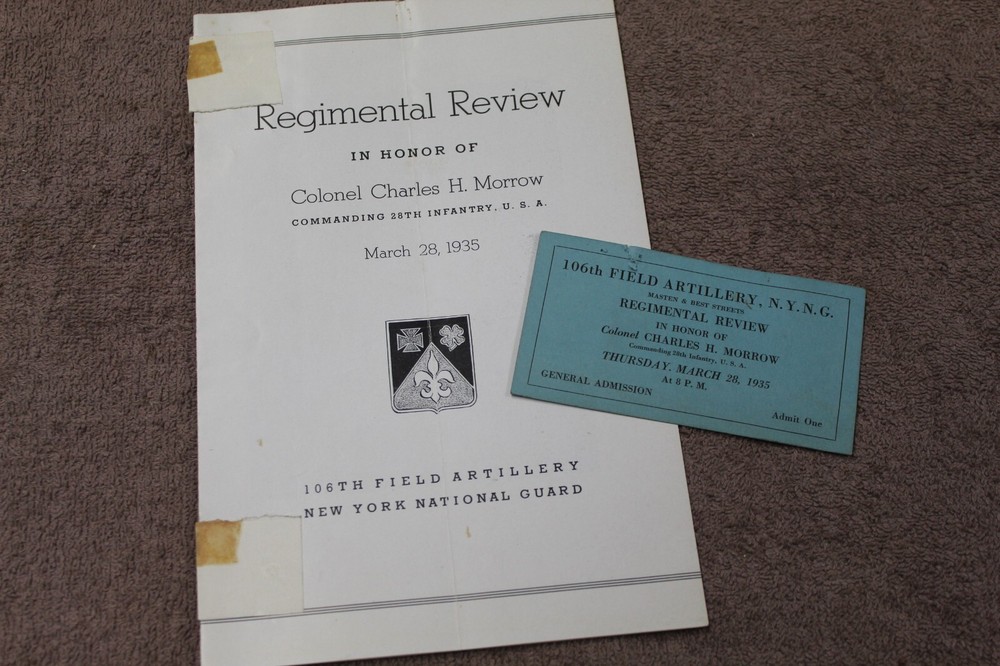 Regimental Review
IN HONOR OF
Colonel Charles H. Morrow
COMMANDING 28TH INFANTRY, U. S. A.
March 28, 1935
106TH FIELD ARTILLERY
NEW YORK NATIONAL GUARD
106th FIELD ARTILLERY, N. Y. N. G.
MASTEN & BEST STREETS
REGIMENTAL REVIEW
IN HONOR OF
Colonel CHARLES H. MORROW
Commanding 28th Infantry, U. S. A.
THURSDAY, MARCH 28, 1935
At 8 P. M.
GENERAL ADMISSION
Admit One